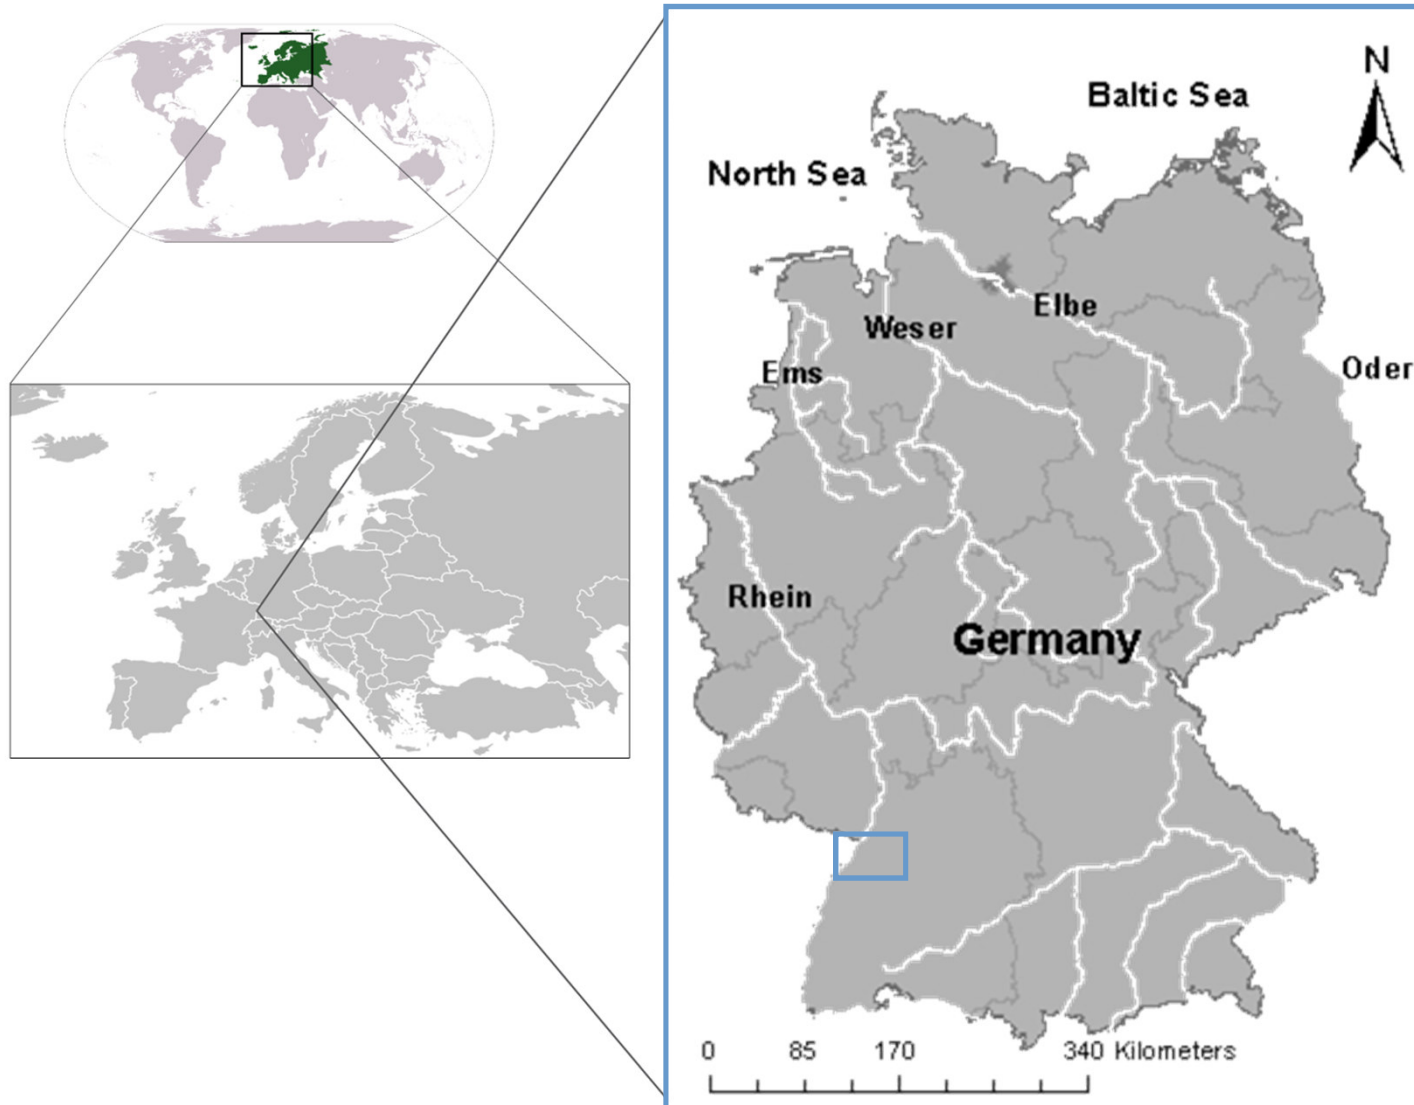 N
Baltic Sea
North Sea
Elbe
Weser
Ems
Oder
Rhein
Germany
0 85 170 340 Kilometers